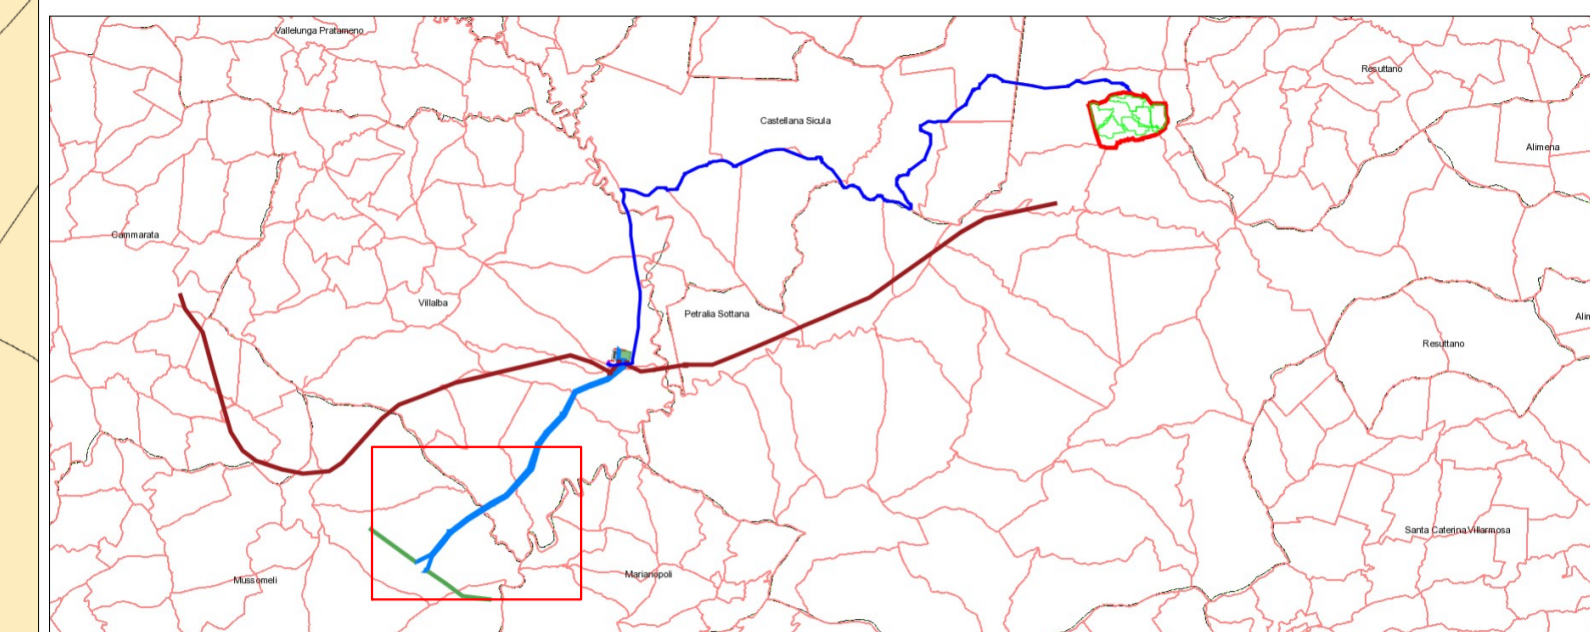 Vallelunga Pratameno
Resuttano
Castellana Sicula
Alimena
Cammarata
Villalba
Petralia Sottana
Alin
Resuttano
Santa Caterina Villarmosa
Marianopoli
Mussomeli